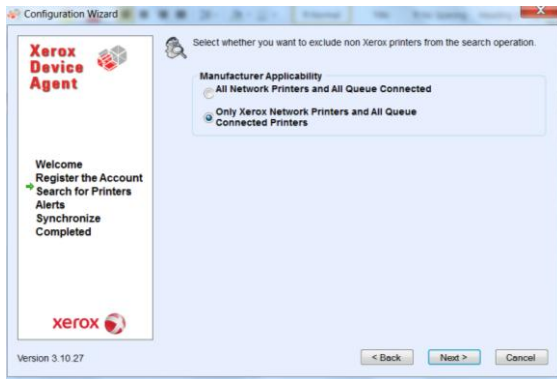 Configuration Wizard
Xerox
Device
Agent
Select whether you want to exclude non Xerox printers from the search operation.
Manufacturer Applicability
All Network Printers and All Queue Connected
Only Xerox Network Printers and All Queue
Connected Printers
Welcome
Register the Account
Search for Printers
Alerts
Synchronize
Completed
xerox
Version 3.10.27
< Back
Next >
Cancel